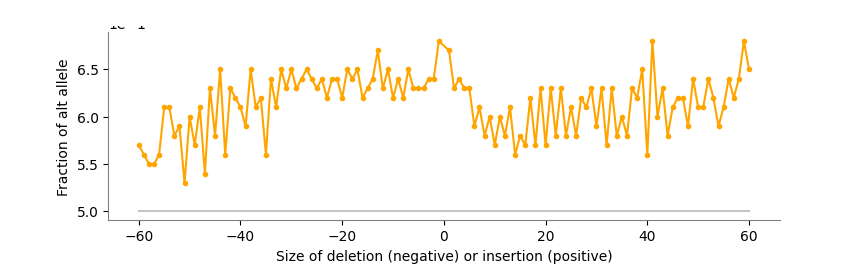 6.5
6.0
5.5
5.0
Fraction of alt allele
−60 −40 −20 0 20 40 60
Size of deletion (negative) or insertion (positive)